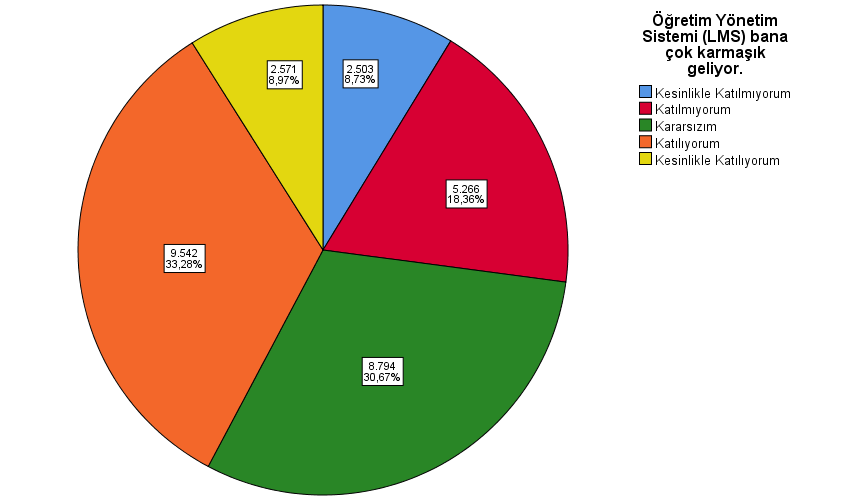 Öğretim Yönetim
Sistemi (LMS) bana
çok karmaşık
geliyor.
Kesinlikle Katılmıyorum
Katılmıyorum
Kararsızım
Katılıyorum
Kesinlikle Katılıyorum
2.571
8,97%
2.503
8,73%
5.266
18,36%
9.542
33,28%
8.794
30,67%